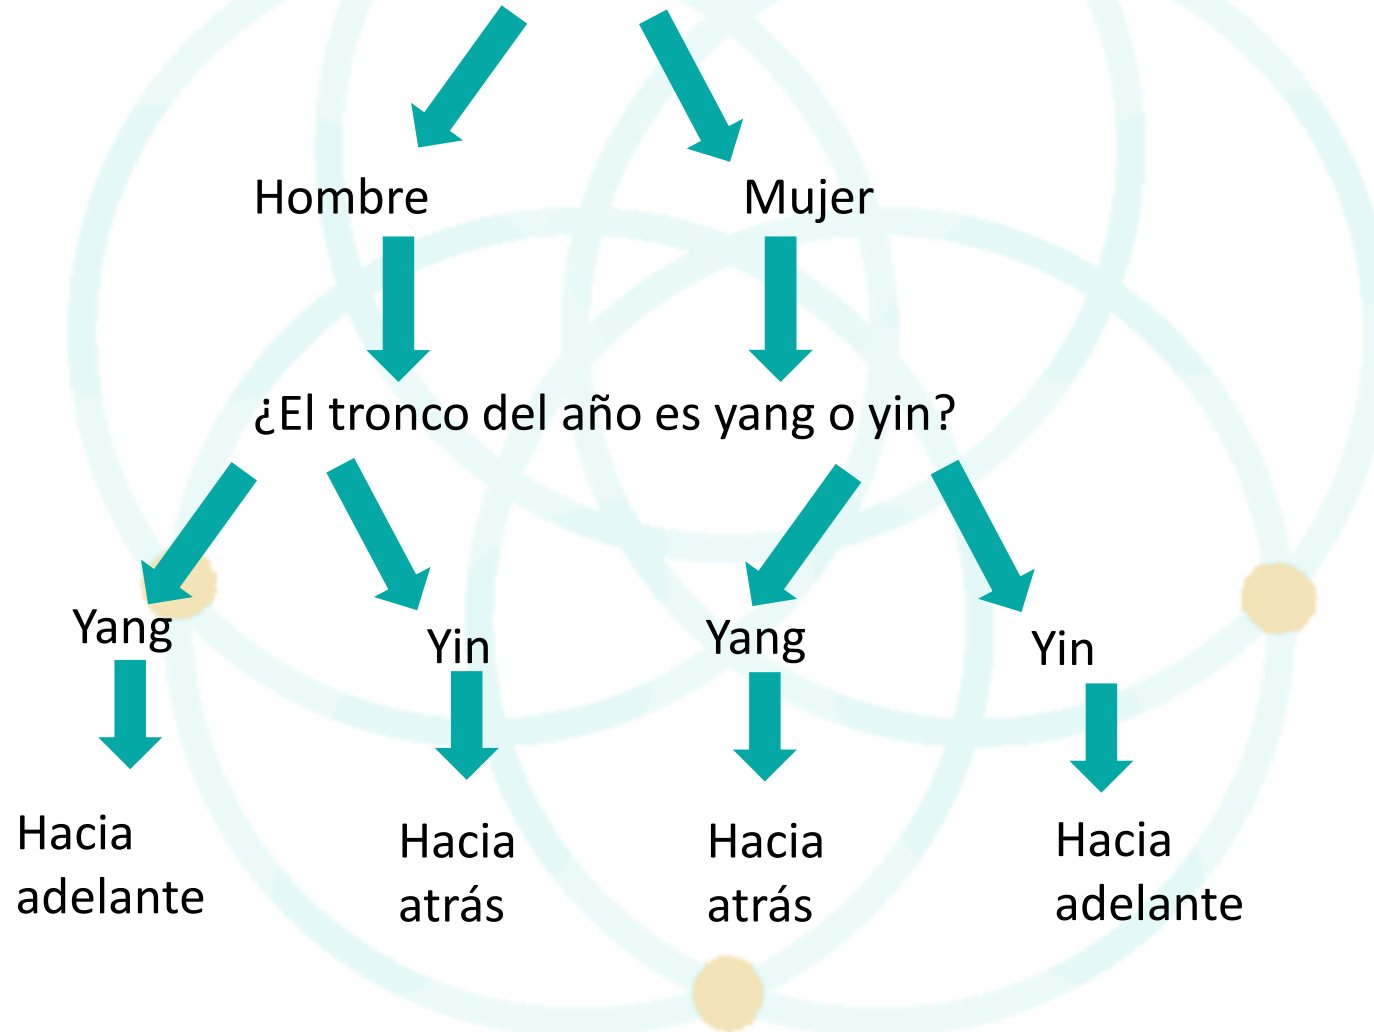 Hombre
Mujer
¿El tronco del año es yang o yin?
Yang
Yin
Yang
Yin
Hacia
adelante
Hacia
atrás
Hacia
atrás
Hacia
adelante